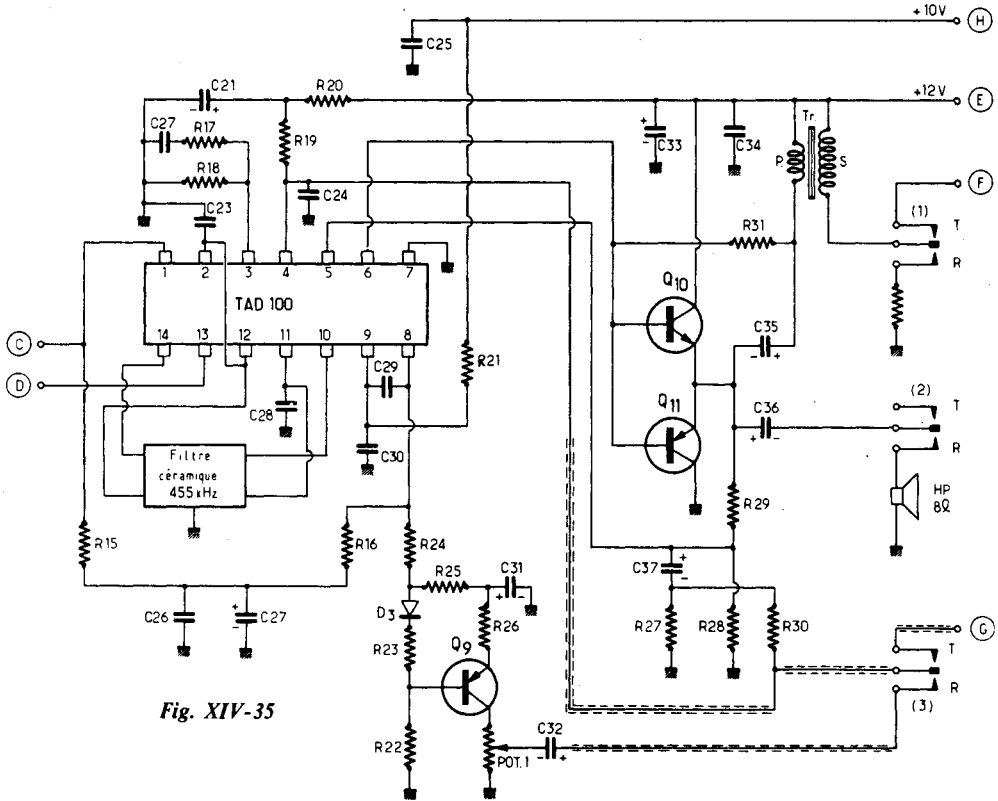 +10V
H
C25
C21
R20
+12V
E
- +
C27
R17
R19
+
-
C33
C34
Tr.
P.
S
R18
C24
F
C23
R31
(1)
T
R
1 2 3 4 5 6 7
TAD 100
Q10
14 13 12 11 10 9 8
C
D
C35
- +
R21
C29
C28
C30
Q11
C36
+ -
(2)
T
R
Filtre
céramique
455kHz
HP
8Ω
R29
R15
R16
R24
C37
+
-
R25
C31
+ -
D3
R26
C26
+
-
C27
R23
Q9
R27
R28
R30
G
T
R
(3)
Fig. XIV-35
R22
POT.1
C32
- +